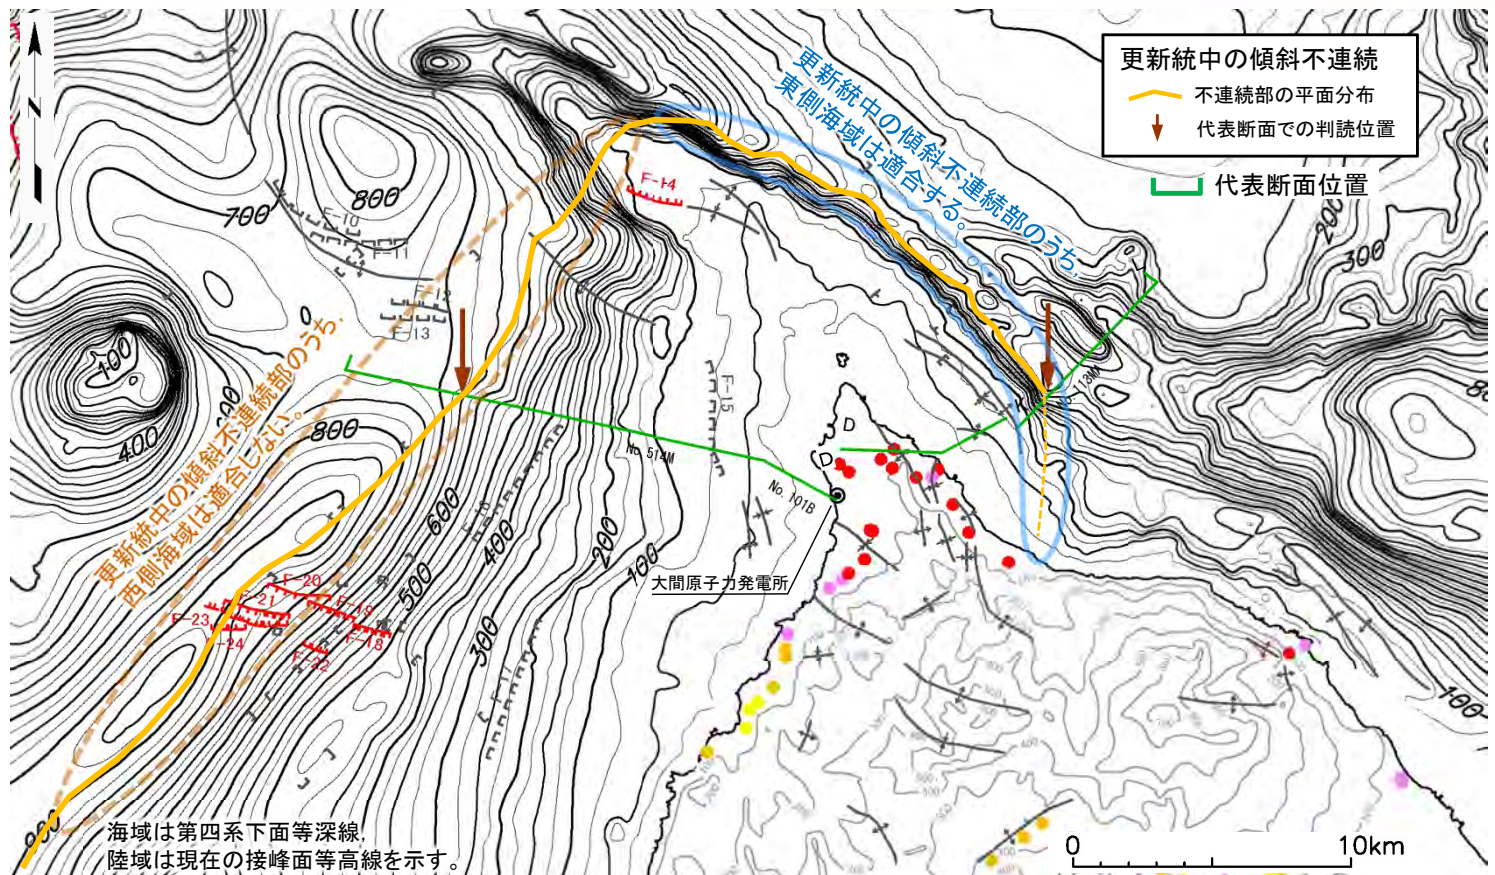 N
更新統中の傾斜不連続
不連続部の平面分布
代表断面での判読位置
代表断面位置
更新統中の傾斜不連続部のうち,
東側海域は適合する。
更新統中の傾斜不連続部のうち,
西側海域は適合しない。
F-14
800
700
F-10
F-11
F-12
F-13
0
200
300
100
400
800
F-15
D
D
No.514M
No.101B
113M
600
500
400
300
200
100
F-16
大間原子力発電所
F-20
F-21
F-19
F-23
F-18
-24
F-22
F-17
100
900
海域は第四系下面等深線,
陸域は現在の接峰面等高線を示す。
0
10km